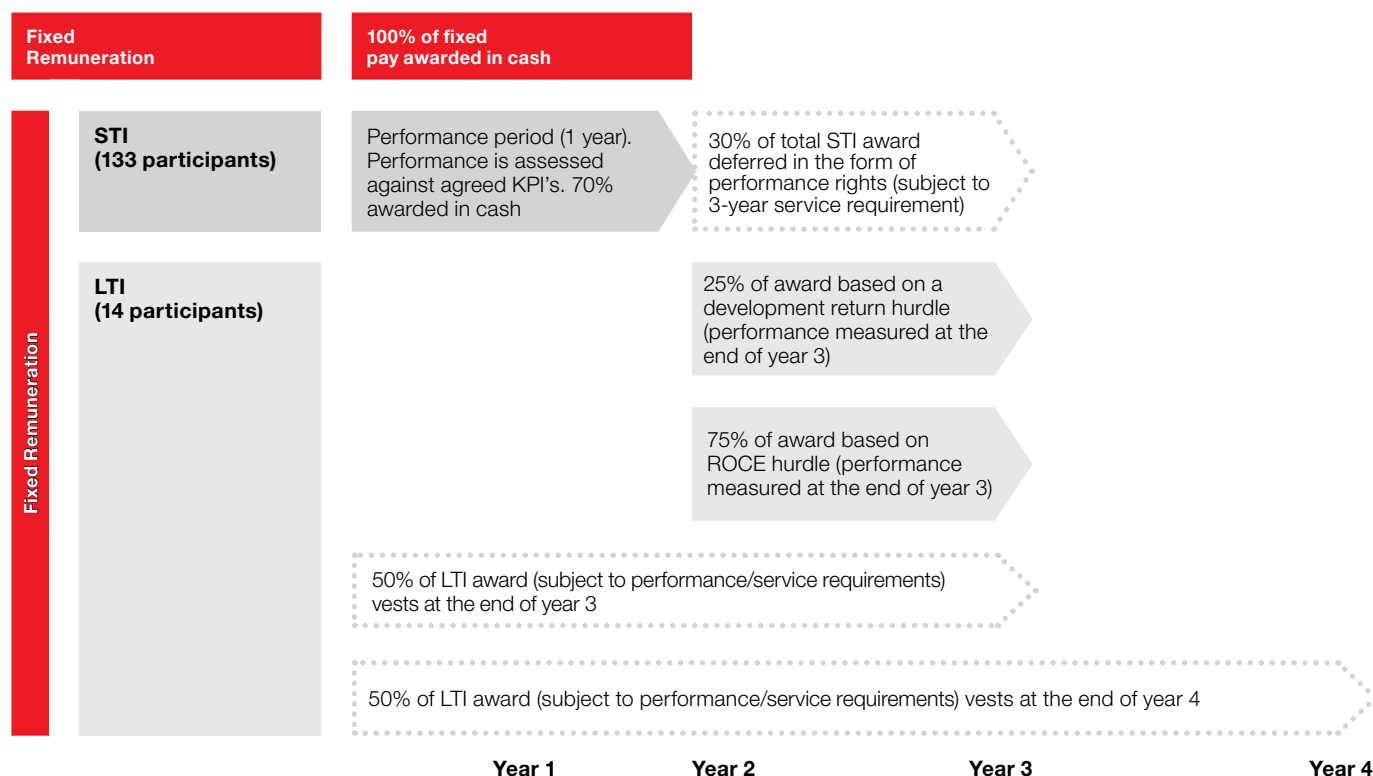 Fixed
Remuneration
100% of fixed
pay awarded in cash
Fixed Remuneration
STI
(133 participants)
Performance period (1 year).
Performance is assessed
against agreed KPI's. 70%
awarded in cash
30% of total STI award
deferred in the form of
performance rights (subject to
3-year service requirement)
LTI
(14 participants)
25% of award based on a
development return hurdle
(performance measured at the
end of year 3)
75% of award based on
ROCE hurdle (performance
measured at the end of year 3)
50% of LTI award (subject to performance/service requirements)
vests at the end of year 3
50% of LTI award (subject to performance/service requirements) vests at the end of year 4
Year 1
Year 2
Year 3
Year 4